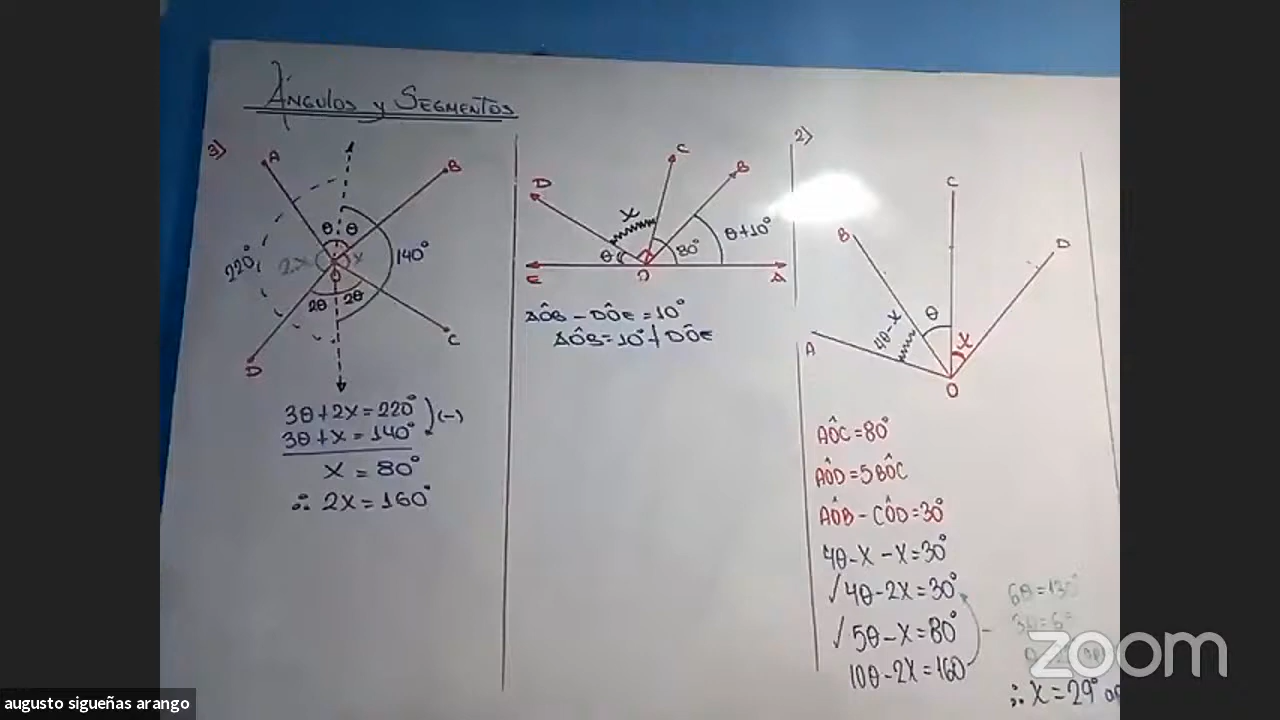 Ángulos y Segmentos
3)
A
B
θ
θ
220°
2x
x
140°
O
2θ
2θ
D
C
3θ+2x=220°
3θ+x=140°
(-)
x=80°
∴ 2x=160°
C
B
D
x
θ+10°
θ
80°
E
O
A
AÔB - DÔE = 10°
AÔB = 10° + DÔE
2)
C
B
D
θ
4θ-x
x
A
O
AÔC = 80°
AÔD = 5BÔC
AÔB - CÔD = 30°
4θ-x-x=30°
√4θ-2x=30°
√5θ-x=80°
10θ-2x=160
6θ=130°
∴ x=29°
zoom
augusto sigueñas arango